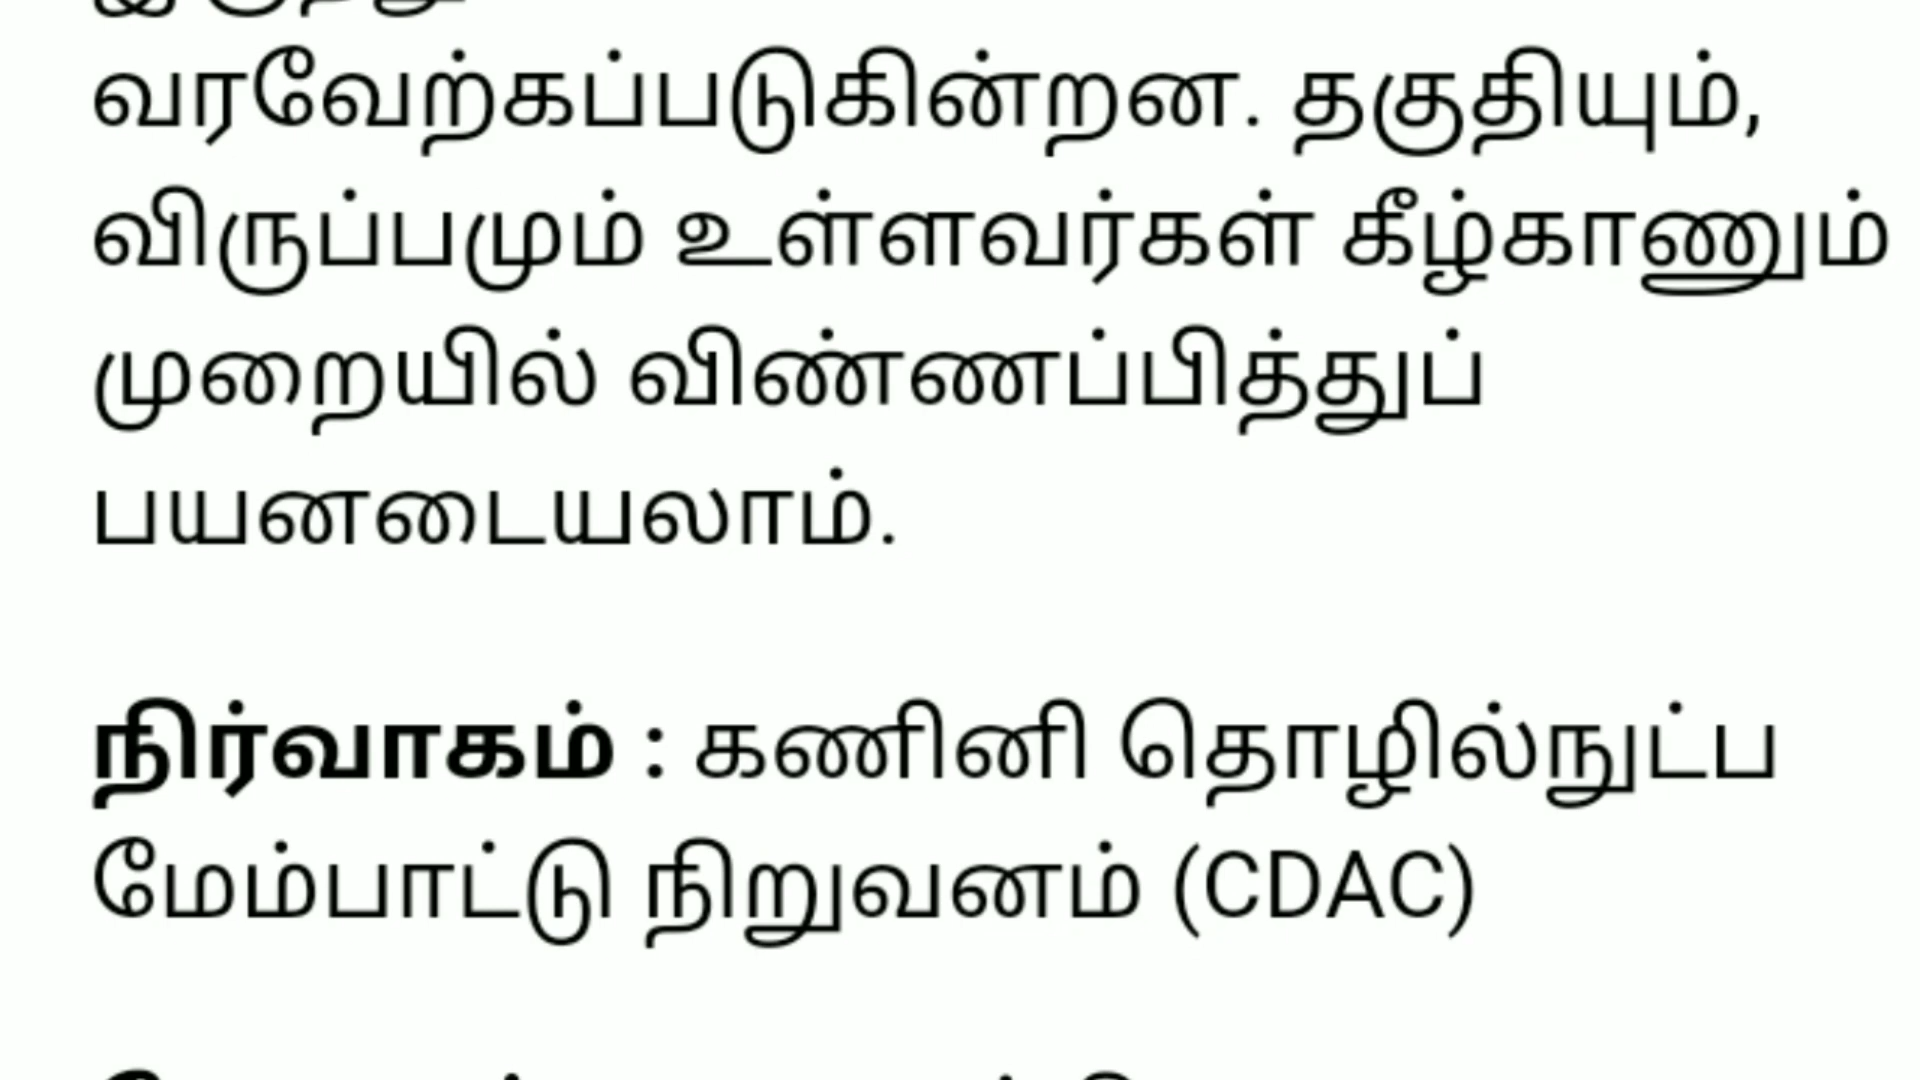 வரவேற்கப்படுகின்றன. தகுதியும்,
விருப்பமும் உள்ளவர்கள் கீழ்காணும்
முறையில் விண்ணப்பித்துப்
பயனடையலாம்.
நிர்வாகம் : கணினி தொழில்நுட்ப
மேம்பாட்டு நிறுவனம் (CDAC)